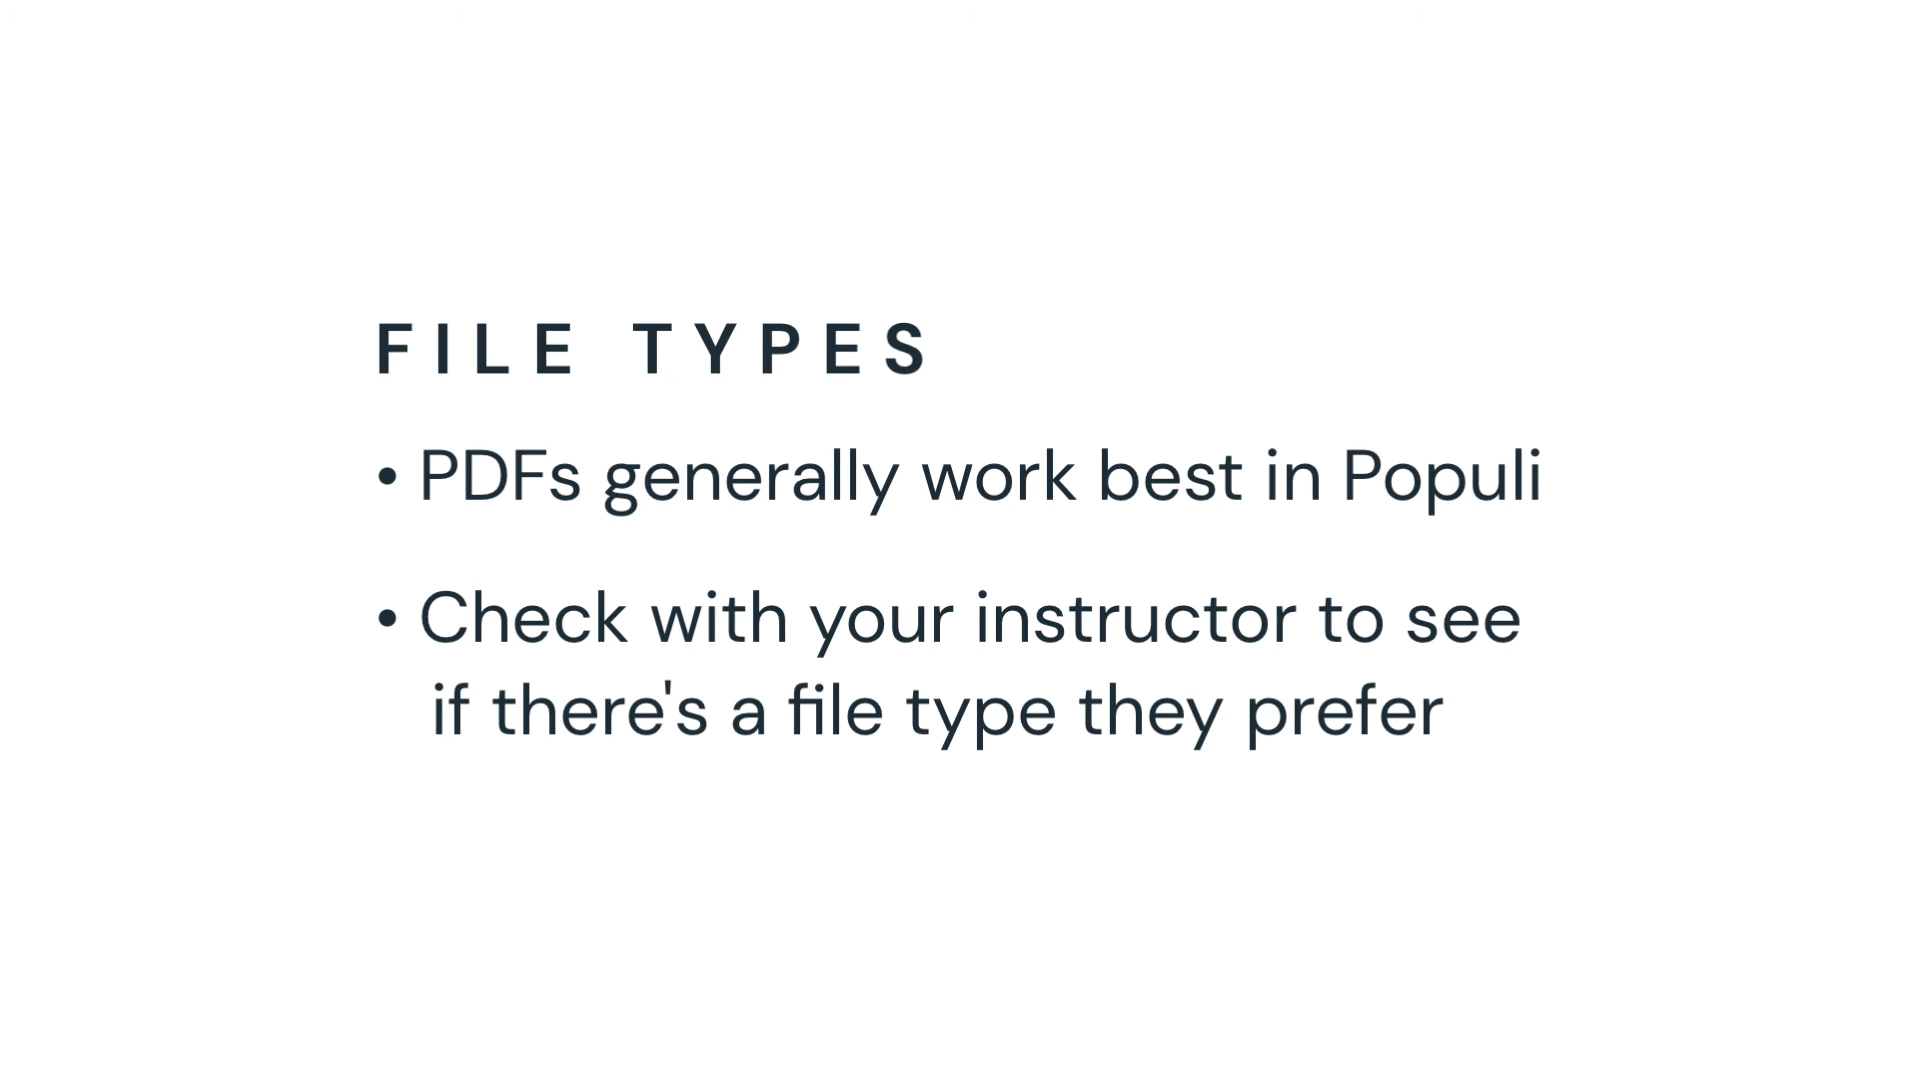 FILE TYPES
• PDFs generally work best in Populi
• Check with your instructor to see
if there's a file type they prefer